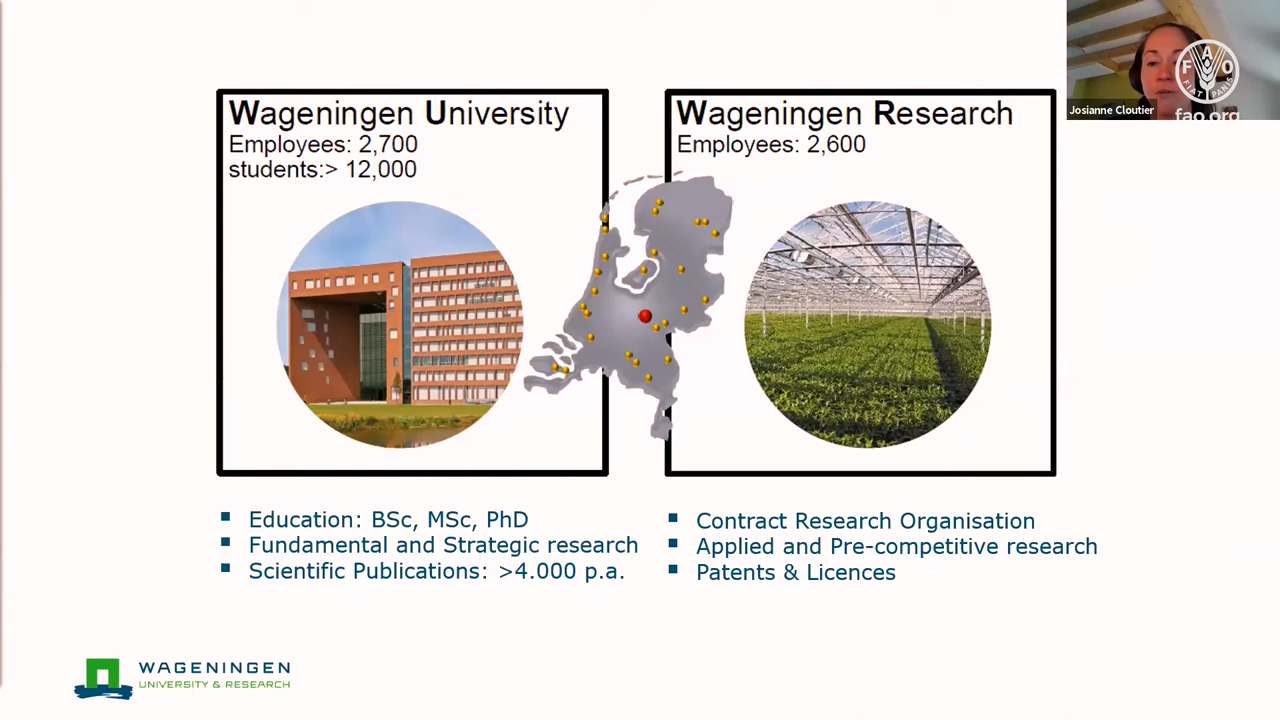 Wageningen University
Employees: 2,700
students:> 12,000
Wageningen Research
Employees: 2,600
Education: BSc, MSc, PhD
Fundamental and Strategic research
Scientific Publications: >4.000 p.a.
Contract Research Organisation
Applied and Pre-competitive research
Patents & Licences
WAGENINGEN
UNIVERSITY & RESEARCH
Josianne Cloutier
F A O
FIAT PANIS
fao.org